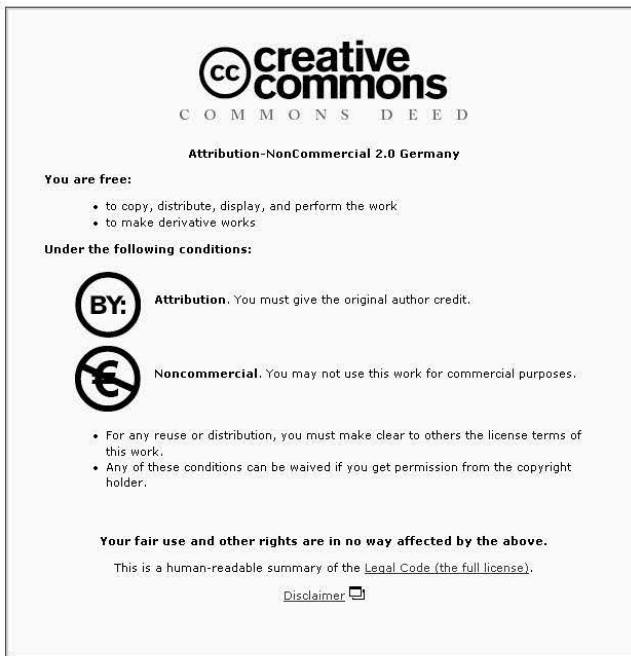 cc creative
commons
COMMONS DEED
Attribution-NonCommercial 2.0 Germany
You are free:
• to copy, distribute, display, and perform the work
• to make derivative works
Under the following conditions:
BY:
Attribution. You must give the original author credit.
€
Noncommercial. You may not use this work for commercial purposes.
• For any reuse or distribution, you must make clear to others the license terms of
this work.
• Any of these conditions can be waived if you get permission from the copyright
holder.
Your fair use and other rights are in no way affected by the above.
This is a human-readable summary of the Legal Code (the full license).
Disclaimer